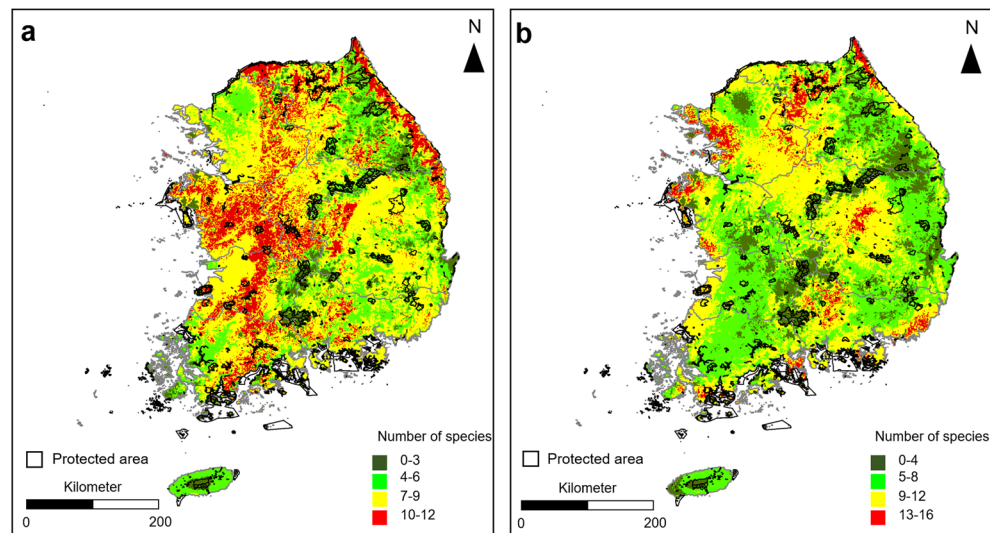 a
N
Protected area
Kilometer
0 200
Number of species
0-3
4-6
7-9
10-12
b
N
Protected area
Kilometer
0 200
Number of species
0-4
5-8
9-12
13-16